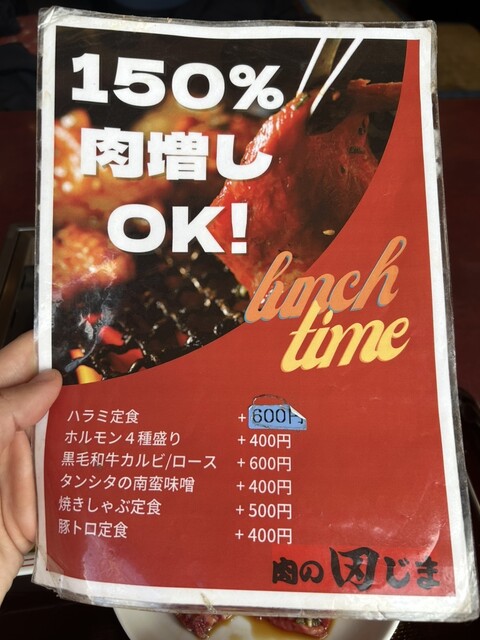 150%
肉増し
OK!
lunch
time
ハラミ定食 + 600円
ホルモン４種盛り + 400円
黒毛和牛カルビ/ロース + 600円
タンシタの南蛮味噌 + 400円
焼きしゃぶ定食 + 500円
豚トロ定食 + 400円
肉の 因じま